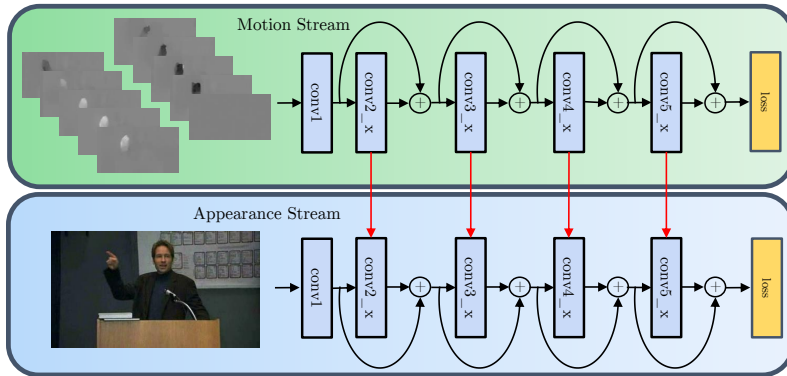 Motion Stream
conv1
conv2_x
+
conv3_x
+
conv4_x
+
conv5_x
+
loss
Appearance Stream
conv1
conv2_x
+
conv3_x
+
conv4_x
+
conv5_x
+
loss